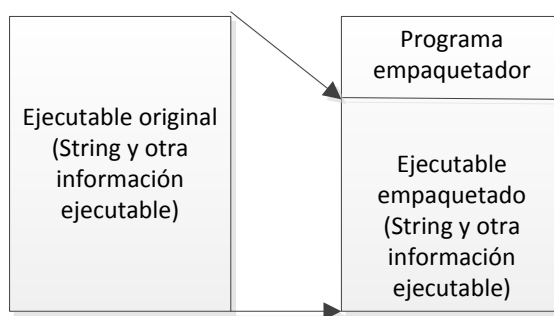 Ejecutable original
(String y otra
información
ejecutable)
Programa
empaquetador
Ejecutable
empaquetado
(String y otra
información
ejecutable)